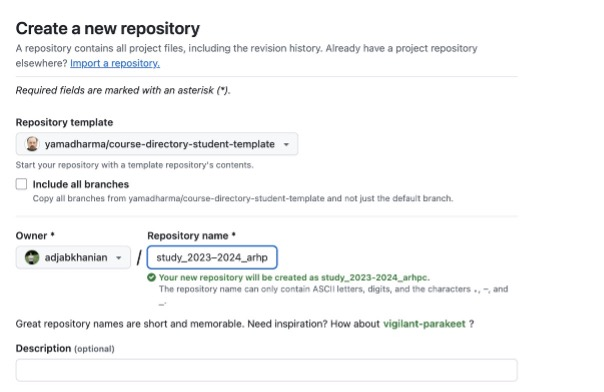 Create a new repository
A repository contains all project files, including the revision history. Already have a project repository
elsewhere? Import a repository.
Required fields are marked with an asterisk (*).
Repository template
yamadharma/course-directory-student-template
Start your repository with a template repository's contents.
Include all branches
Copy all branches from yamadharma/course-directory-student-template and not just the default branch.
Owner * Repository name *
adjabkhanian / study_2023–2024_arhp
Your new repository will be created as study_2023-2024_arhpc.
The repository name can only contain ASCII letters, digits, and the characters ., -, and
_.
Great repository names are short and memorable. Need inspiration? How about vigilant-parakeet ?
Description (optional)